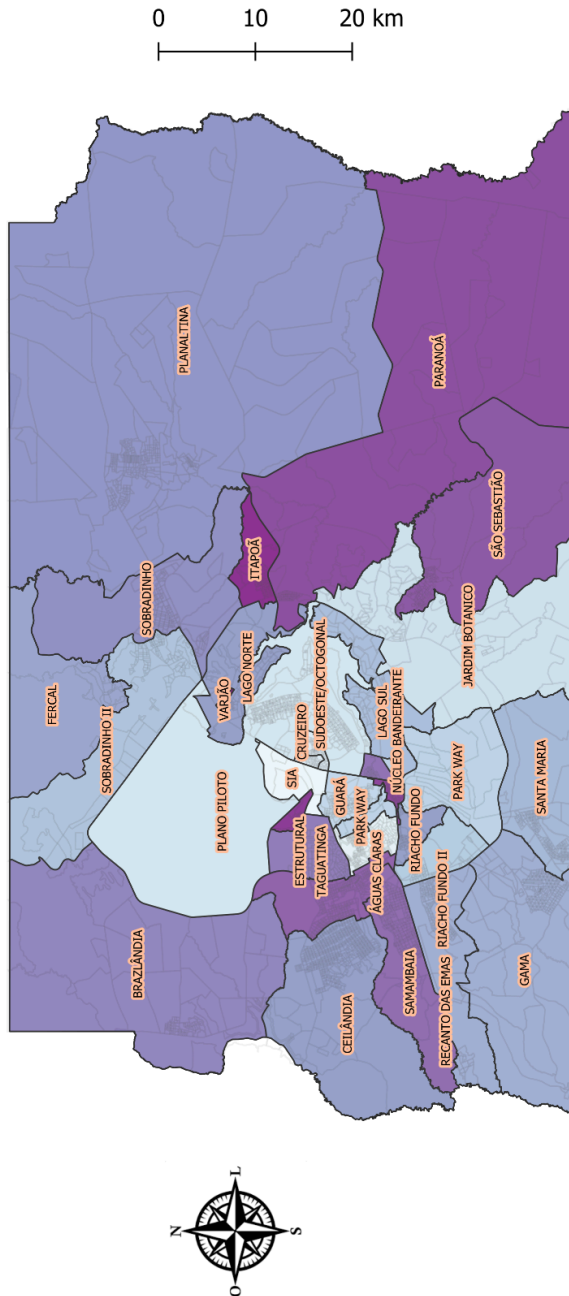 0 10 20 km
PLANALTINA
PARANOÁ
SÃO SEBASTIÃO
ITAPOÃ
SOBRADINHO
FERCAL
SOBRADINHO II
VARJÃO
LAGO NORTE
PLANO PILOTO
CRUZEIRO
SUDOESTE/OCTOGONAL
JARDIM BOTANICO
LAGO SUL
NÚCLEO BANDEIRANTE
SIA
GUARÁ
PARK WAY
PARK WAY
SANTA MARIA
ESTRUTURAL
TAGUATINGA
ÁGUAS CLARAS
RIACHO FUNDO
RIACHO FUNDO II
BRAZLÂNDIA
CEILÂNDIA
SAMAMBAIA
RECANTO DAS EMAS
GAMA
N
L
S
O